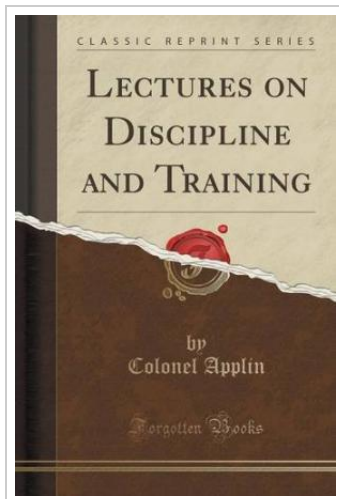 CLASSIC REPRINT SERIES
LECTURES ON
DISCIPLINE
AND TRAINING
by
Colonel Applin
Forgotten Books